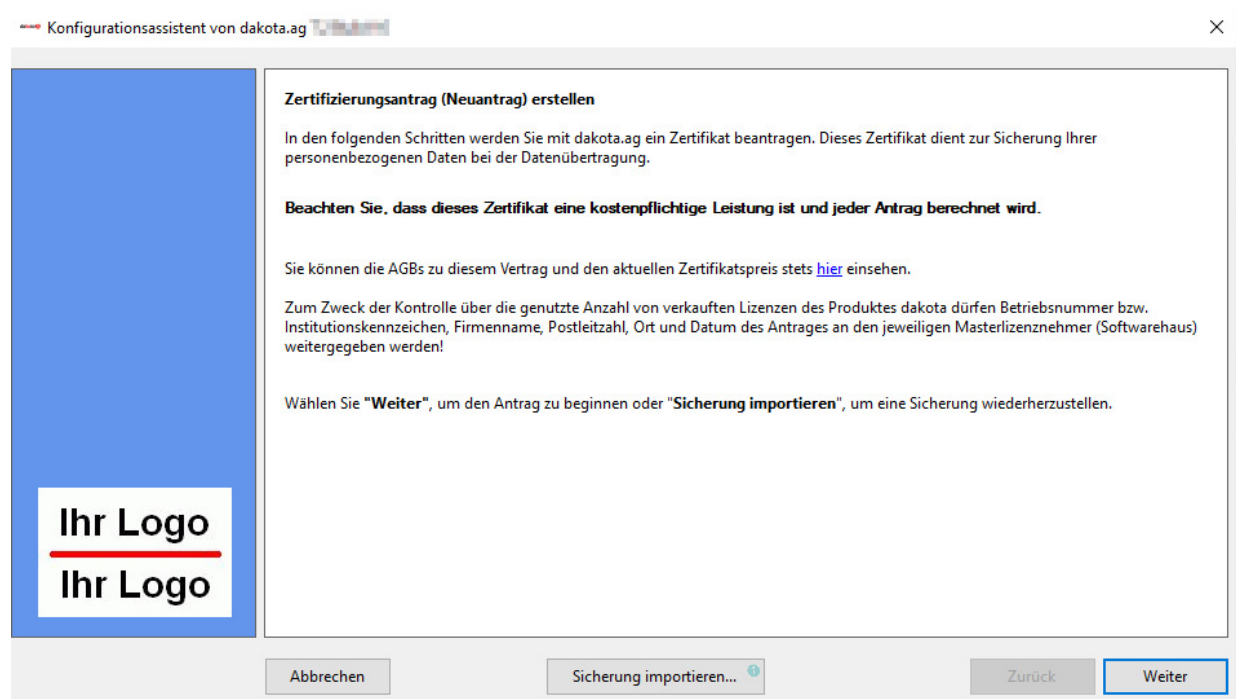 Konfigurationsassistent von dakota.ag
Zertifizierungsantrag (Neuantrag) erstellen
In den folgenden Schritten werden Sie mit dakota.ag ein Zertifikat beantragen. Dieses Zertifikat dient zur Sicherung Ihrer
personenbezogenen Daten bei der Datenübertragung.
Beachten Sie, dass dieses Zertifikat eine kostenpflichtige Leistung ist und jeder Antrag berechnet wird.
Sie können die AGBs zu diesem Vertrag und den aktuellen Zertifikatspreis stets hier einsehen.
Zum Zweck der Kontrolle über die genutzte Anzahl von verkauften Lizenzen des Produktes dakota dürfen Betriebsnummer bzw.
Institutionskennzeichen, Firmenname, Postleitzahl, Ort und Datum des Antrages an den jeweiligen Masterlizenznehmer (Softwarehaus)
weitergegeben werden!
Wählen Sie "Weiter", um den Antrag zu beginnen oder "Sicherung importieren", um eine Sicherung wiederherzustellen.
Ihr Logo
Ihr Logo
Abbrechen
Sicherung importieren...
Zurück
Weiter